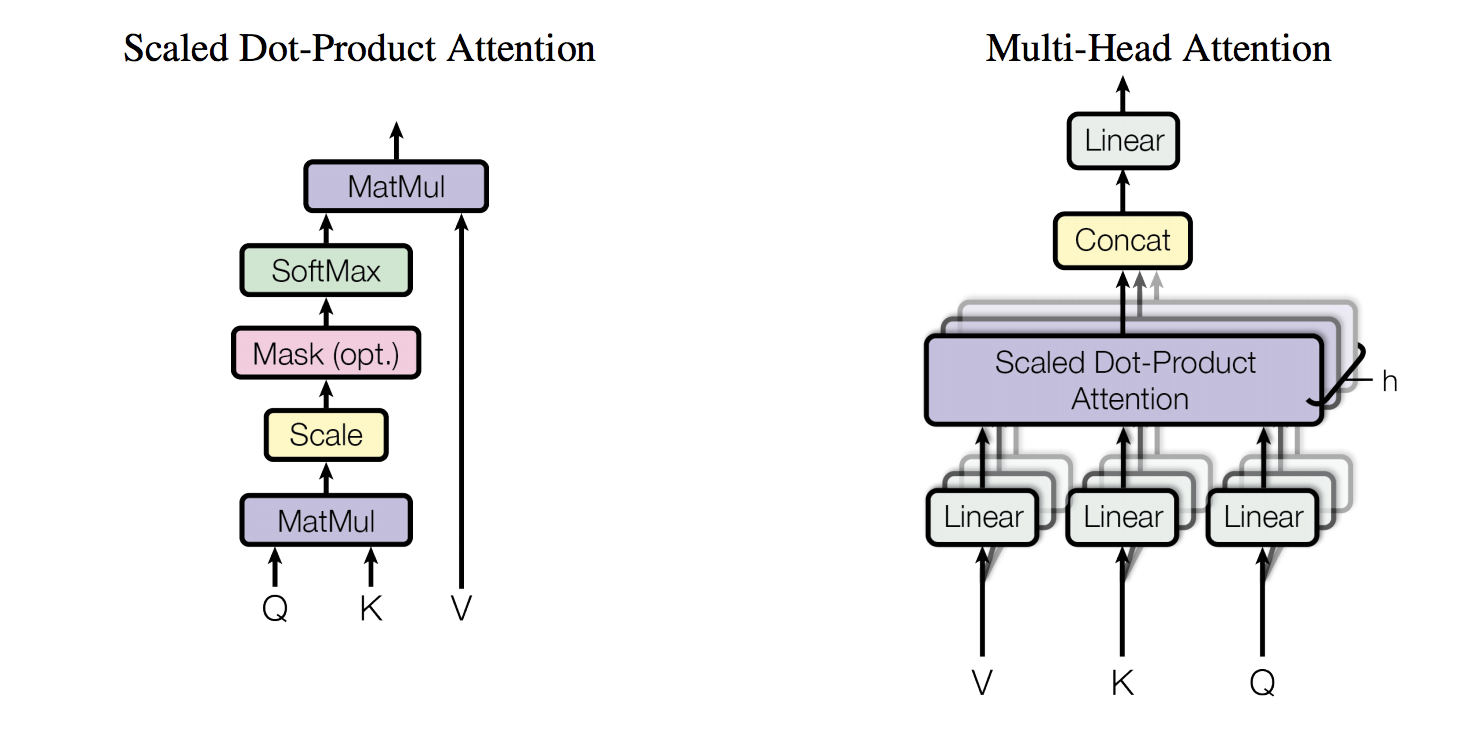 Scaled Dot-Product Attention
MatMul
SoftMax
Mask (opt.)
Scale
MatMul
Q K V
Multi-Head Attention
Linear
Concat
Scaled Dot-Product
Attention
h
Linear Linear Linear
V K Q